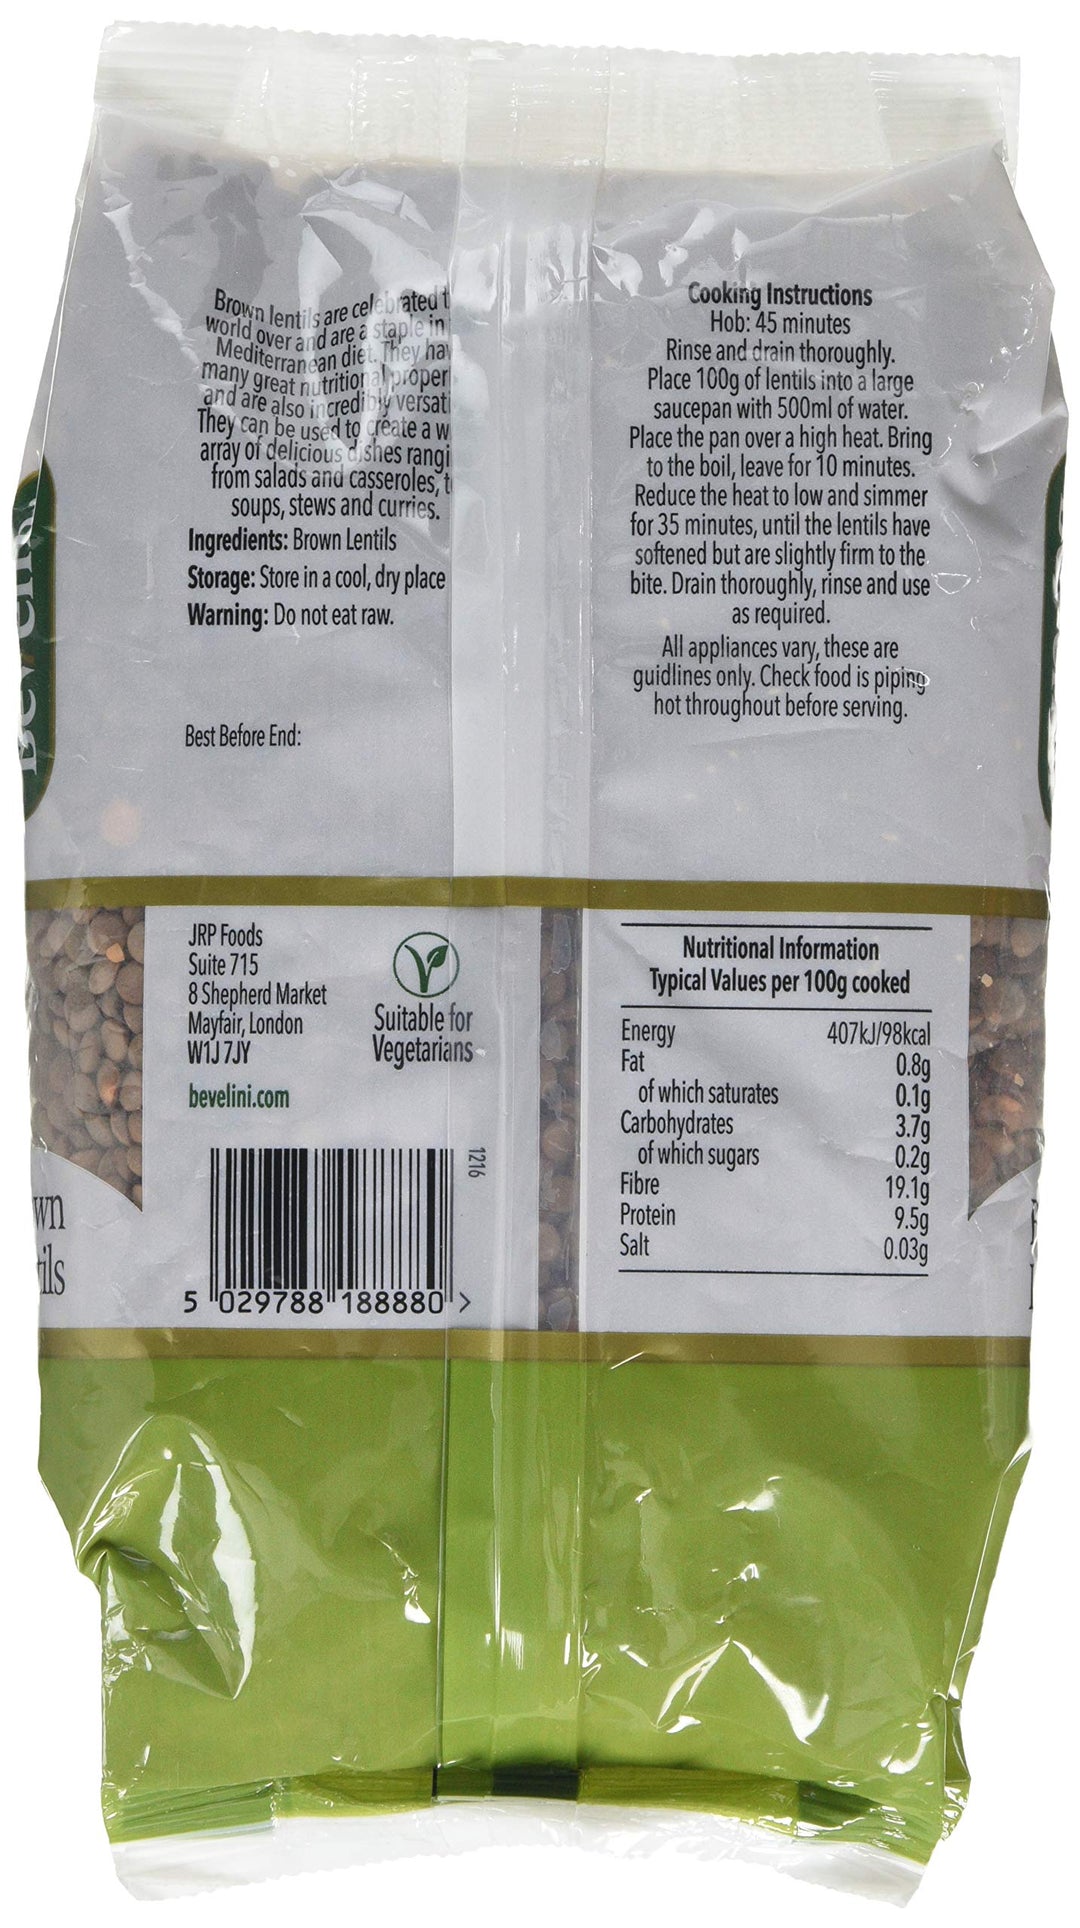 Brown lentils are celebrated t
world over and are a staple in
Mediterranean diet. They hav
many great nutritional proper
and are also incredibly versati
They can be used to create a w
array of delicious dishes rangi
from salads and casseroles, t
soups, stews and curries.
Ingredients: Brown Lentils
Storage: Store in a cool, dry place
Warning: Do not eat raw.
Best Before End:
Cooking Instructions
Hob: 45 minutes
Rinse and drain thoroughly.
Place 100g of lentils into a large
saucepan with 500ml of water.
Place the pan over a high heat. Bring
to the boil, leave for 10 minutes.
Reduce the heat to low and simmer
for 35 minutes, until the lentils have
softened but are slightly firm to the
bite. Drain thoroughly, rinse and use
as required.
All appliances vary, these are
guidlines only. Check food is piping
hot throughout before serving.
JRP Foods
Suite 715
8 Shepherd Market
Mayfair, London
W1J 7JY
bevelini.com
Suitable for
Vegetarians
1216
5 029788 188880 >
Nutritional Information
Typical Values per 100g cooked
Energy 407kJ/98kcal
Fat 0.8g
of which saturates 0.1g
Carbohydrates 3.7g
of which sugars 0.2g
Fibre 19.1g
Protein 9.5g
Salt 0.03g
wn
ils